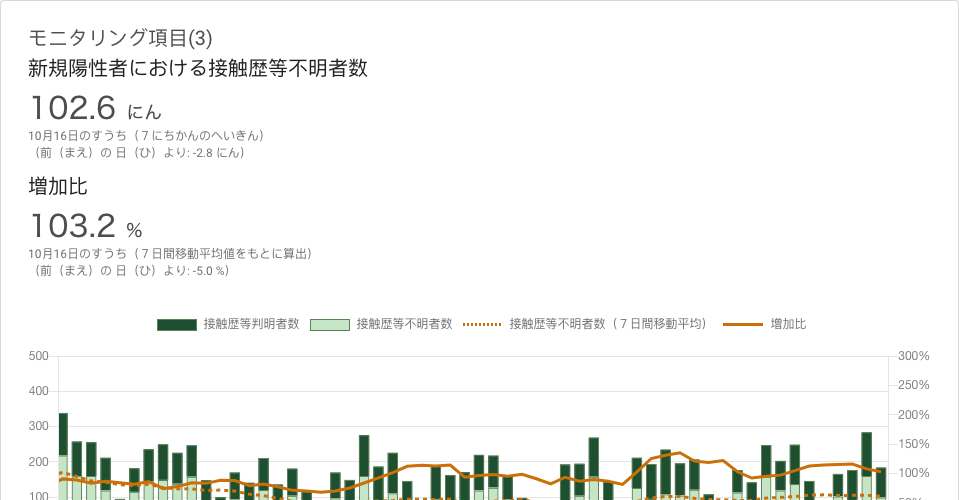 モニタリング項目(3)
新規陽性者における接触歴等不明者数
102.6 にん
10月16日のすうち（７にちかんのへいきん）
（前（まえ）の 日（ひ）より: -2.8 にん）
増加比
103.2 %
10月16日のすうち（７日間移動平均値をもとに算出）
（前（まえ）の 日（ひ）より: -5.0 %）
接触歴等判明者数 接触歴等不明者数 接触歴等不明者数（７日間移動平均） 増加比
500 300%
250%
400
200%
300
150%
200
100%
100